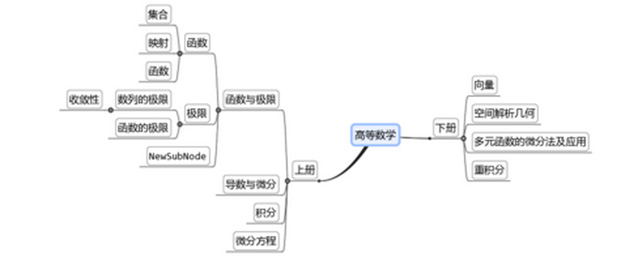 高等数学
上册
函数与极限
函数
集合
映射
函数
极限
数列的极限
收敛性
函数的极限
NewSubNode
导数与微分
积分
微分方程
下册
向量
空间解析几何
多元函数的微分法及应用
重积分